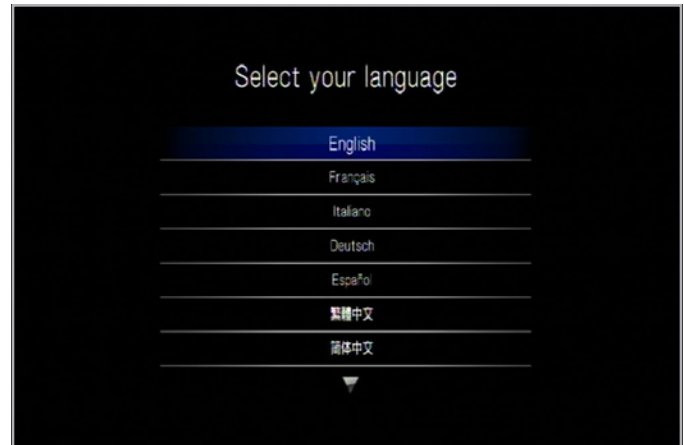 Select your language
English
Français
Italiano
Deutsch
Español
繁體中文
简体中文